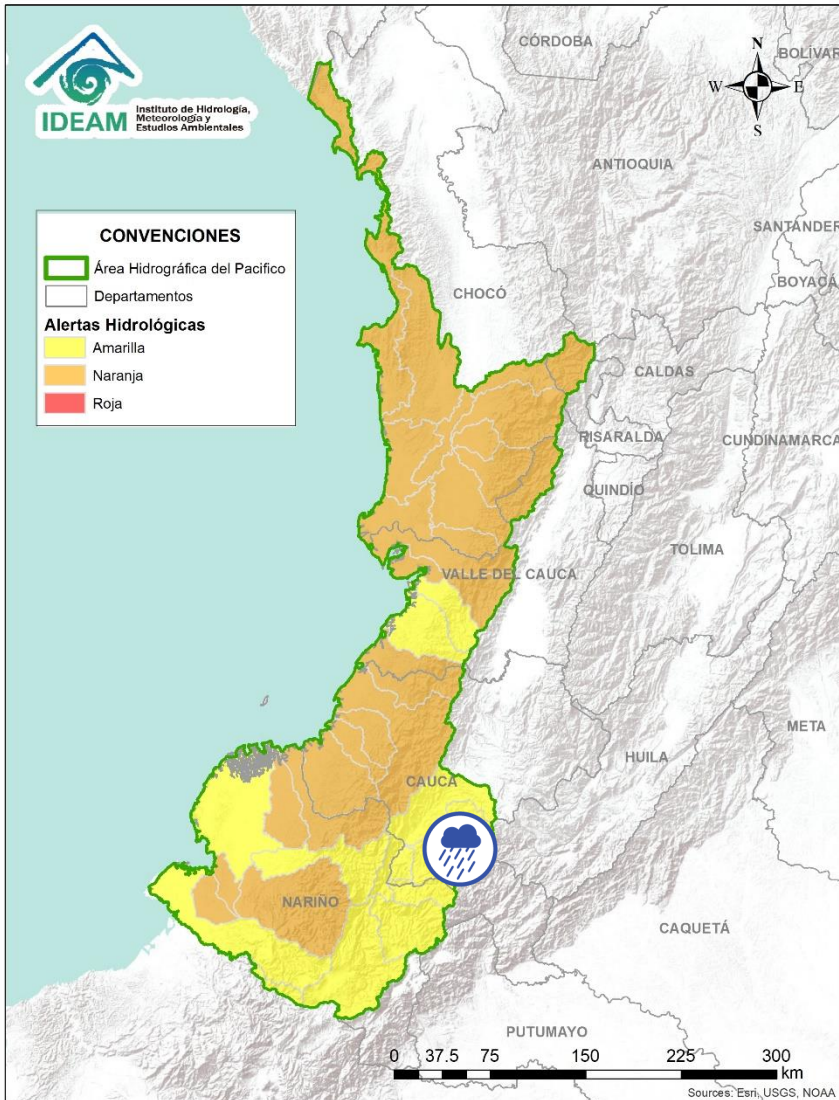 IDEAM
Instituto de Hidrología,
Meteorología y
Estudios Ambientales
N
W E
S
CONVENCIONES
Área Hidrográfica del Pacifico
Departamentos
Alertas Hidrológicas
Amarilla
Naranja
Roja
CÓRDOBA
BOLÍVAR
ANTIOQUIA
SANTANDER
BOYACÁ
CHOCÓ
CALDAS
RISARALDA
CUNDINAMARCA
QUINDÍO
TOLIMA
VALLE DEL CAUCA
META
HUILA
CAUCA
NARIÑO
CAQUETÁ
PUTUMAYO
0 37.5 75 150 225 300
km
Sources: Esri, USGS, NOAA